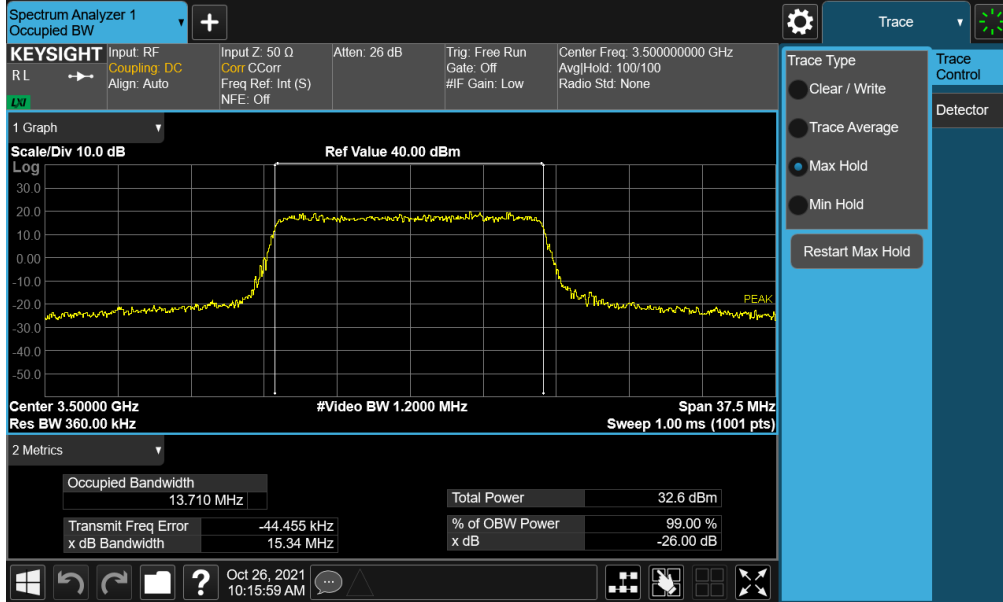 Spectrum Analyzer 1
Occupied BW
+
Trace
KEYSIGHT
R L
LXI
Input: RF
Coupling: DC
Align: Auto
Input Z: 50 Ω
Corr CCorr
Freq Ref: Int (S)
NFE: Off
Atten: 26 dB
Trig: Free Run
Gate: Off
#IF Gain: Low
Center Freq: 3.500000000 GHz
Avg|Hold: 100/100
Radio Std: None
Trace Type
Clear / Write
Trace Average
Max Hold
Min Hold
Restart Max Hold
Trace
Control
Detector
1 Graph
Scale/Div 10.0 dB
Ref Value 40.00 dBm
Log
30.0
20.0
10.0
0.00
-10.0
-20.0
-30.0
-40.0
-50.0
PEAK
Center 3.50000 GHz
#Video BW 1.2000 MHz
Span 37.5 MHz
Res BW 360.00 kHz
Sweep 1.00 ms (1001 pts)
2 Metrics
Occupied Bandwidth
13.710 MHz
Total Power 32.6 dBm
Transmit Freq Error -44.455 kHz
% of OBW Power 99.00 %
x dB Bandwidth 15.34 MHz
x dB -26.00 dB
?
Oct 26, 2021
10:15:59 AM